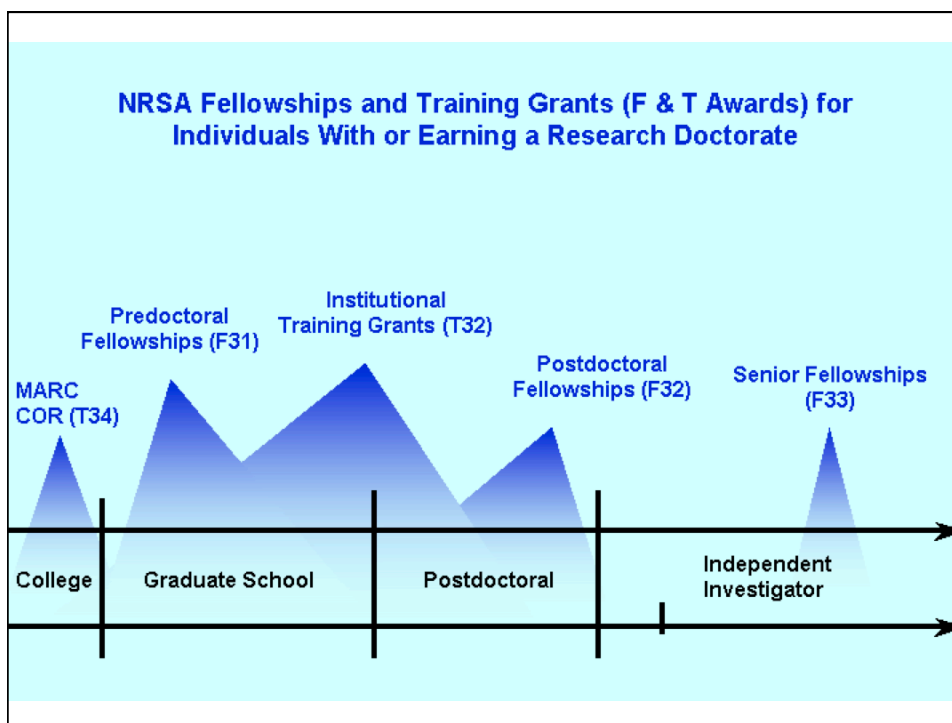 NRSA Fellowships and Training Grants (F & T Awards) for
Individuals With or Earning a Research Doctorate
Institutional
Training Grants (T32)
Predoctoral
Fellowships (F31)
Postdoctoral
Fellowships (F32)
Senior Fellowships
(F33)
MARC
COR (T34)
College
Graduate School
Postdoctoral
Independent
Investigator